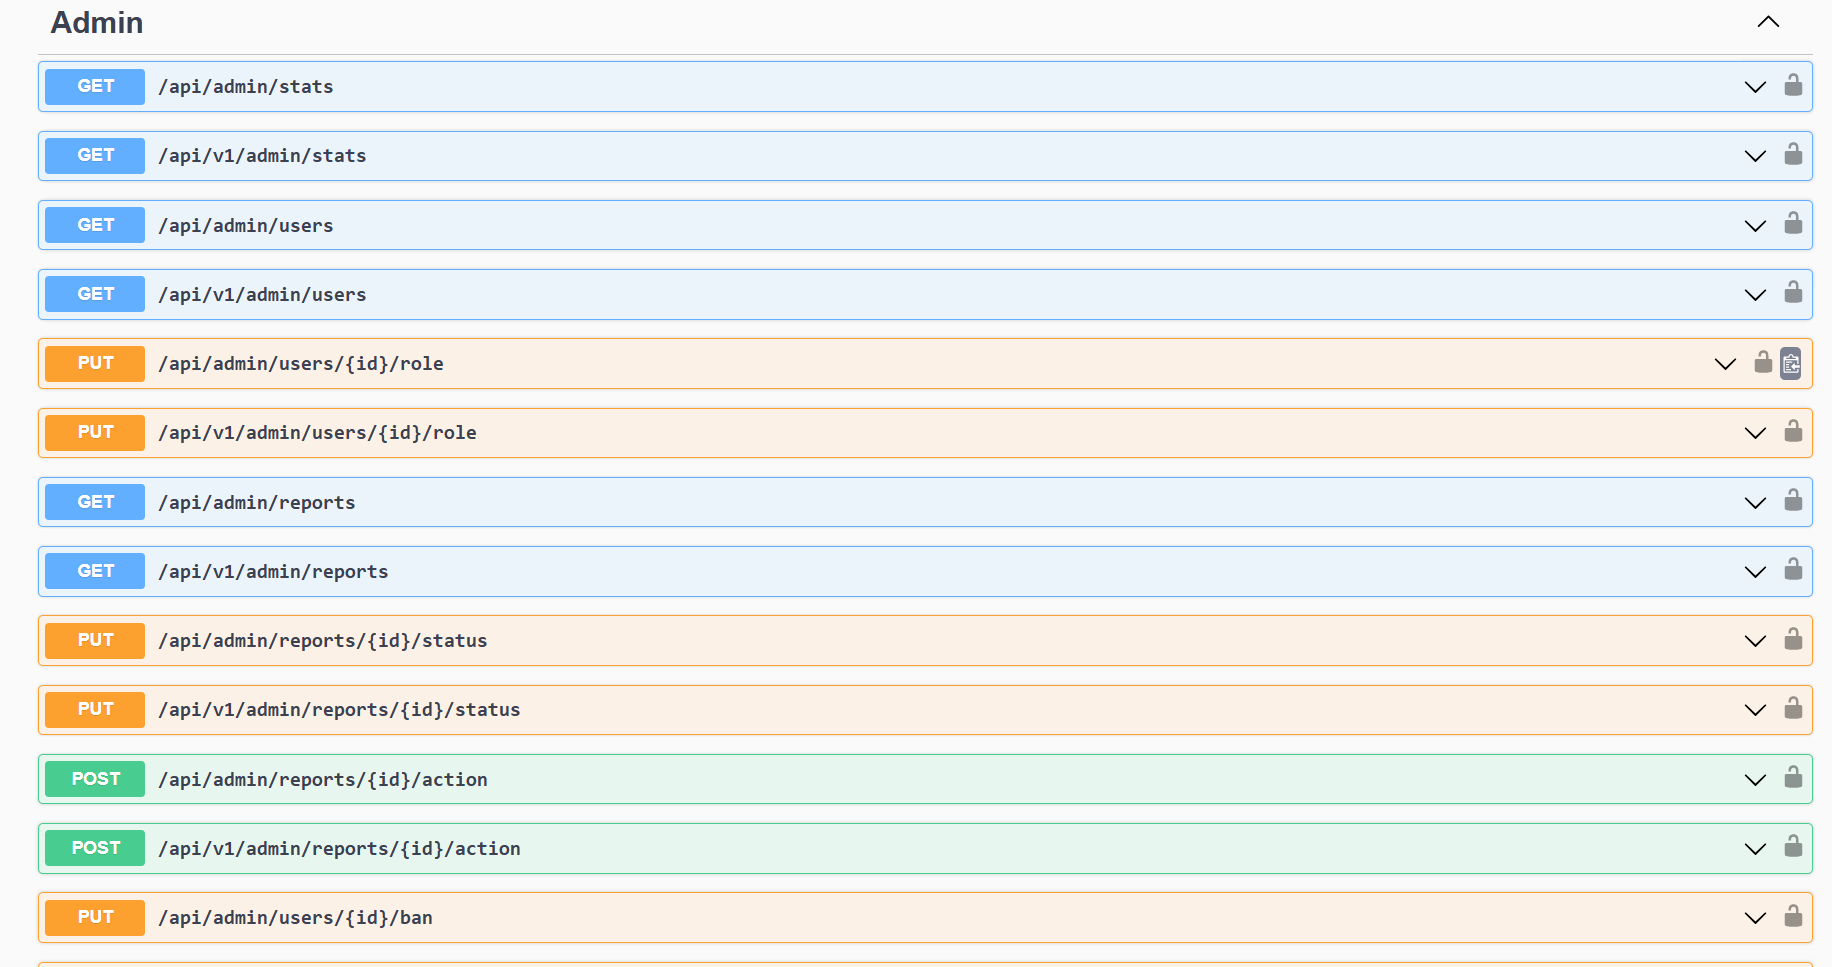 Admin
GET /api/admin/stats
GET /api/v1/admin/stats
GET /api/admin/users
GET /api/v1/admin/users
PUT /api/admin/users/{id}/role
PUT /api/v1/admin/users/{id}/role
GET /api/admin/reports
GET /api/v1/admin/reports
PUT /api/admin/reports/{id}/status
PUT /api/v1/admin/reports/{id}/status
POST /api/admin/reports/{id}/action
POST /api/v1/admin/reports/{id}/action
PUT /api/admin/users/{id}/ban